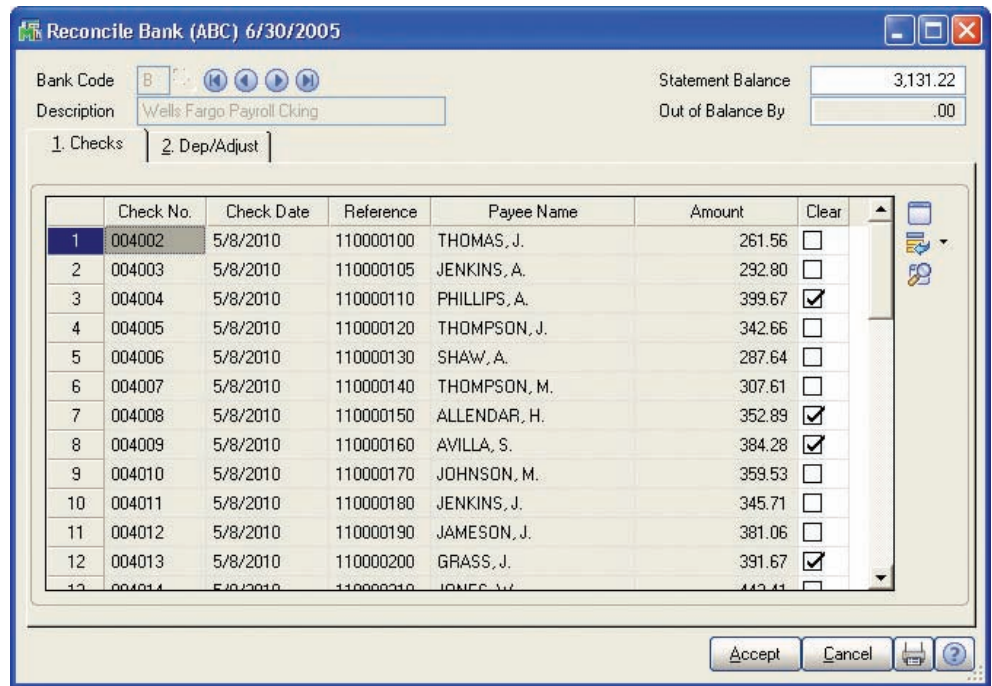 Reconcile Bank (ABC) 6/30/2005
Bank Code B Statement Balance 3,131.22
Description Wells Fargo Payroll Cking Out of Balance By .00
1. Checks 2. Dep/Adjust
Check No. Check Date Reference Payee Name Amount Clear
1 004002 5/8/2010 110000100 THOMAS, J. 261.56
2 004003 5/8/2010 110000105 JENKINS, A. 292.80
3 004004 5/8/2010 110000110 PHILLIPS, A. 399.67
4 004005 5/8/2010 110000120 THOMPSON, J. 342.66
5 004006 5/8/2010 110000130 SHAW, A. 287.64
6 004007 5/8/2010 110000140 THOMPSON, M. 307.61
7 004008 5/8/2010 110000150 ALLENDAR, H. 352.89
8 004009 5/8/2010 110000160 AVILLA, S. 384.28
9 004010 5/8/2010 110000170 JOHNSON, M. 359.53
10 004011 5/8/2010 110000180 JENKINS, J. 345.71
11 004012 5/8/2010 110000190 JAMESON, J. 381.06
12 004013 5/8/2010 110000200 GRASS, J. 391.67
Accept Cancel